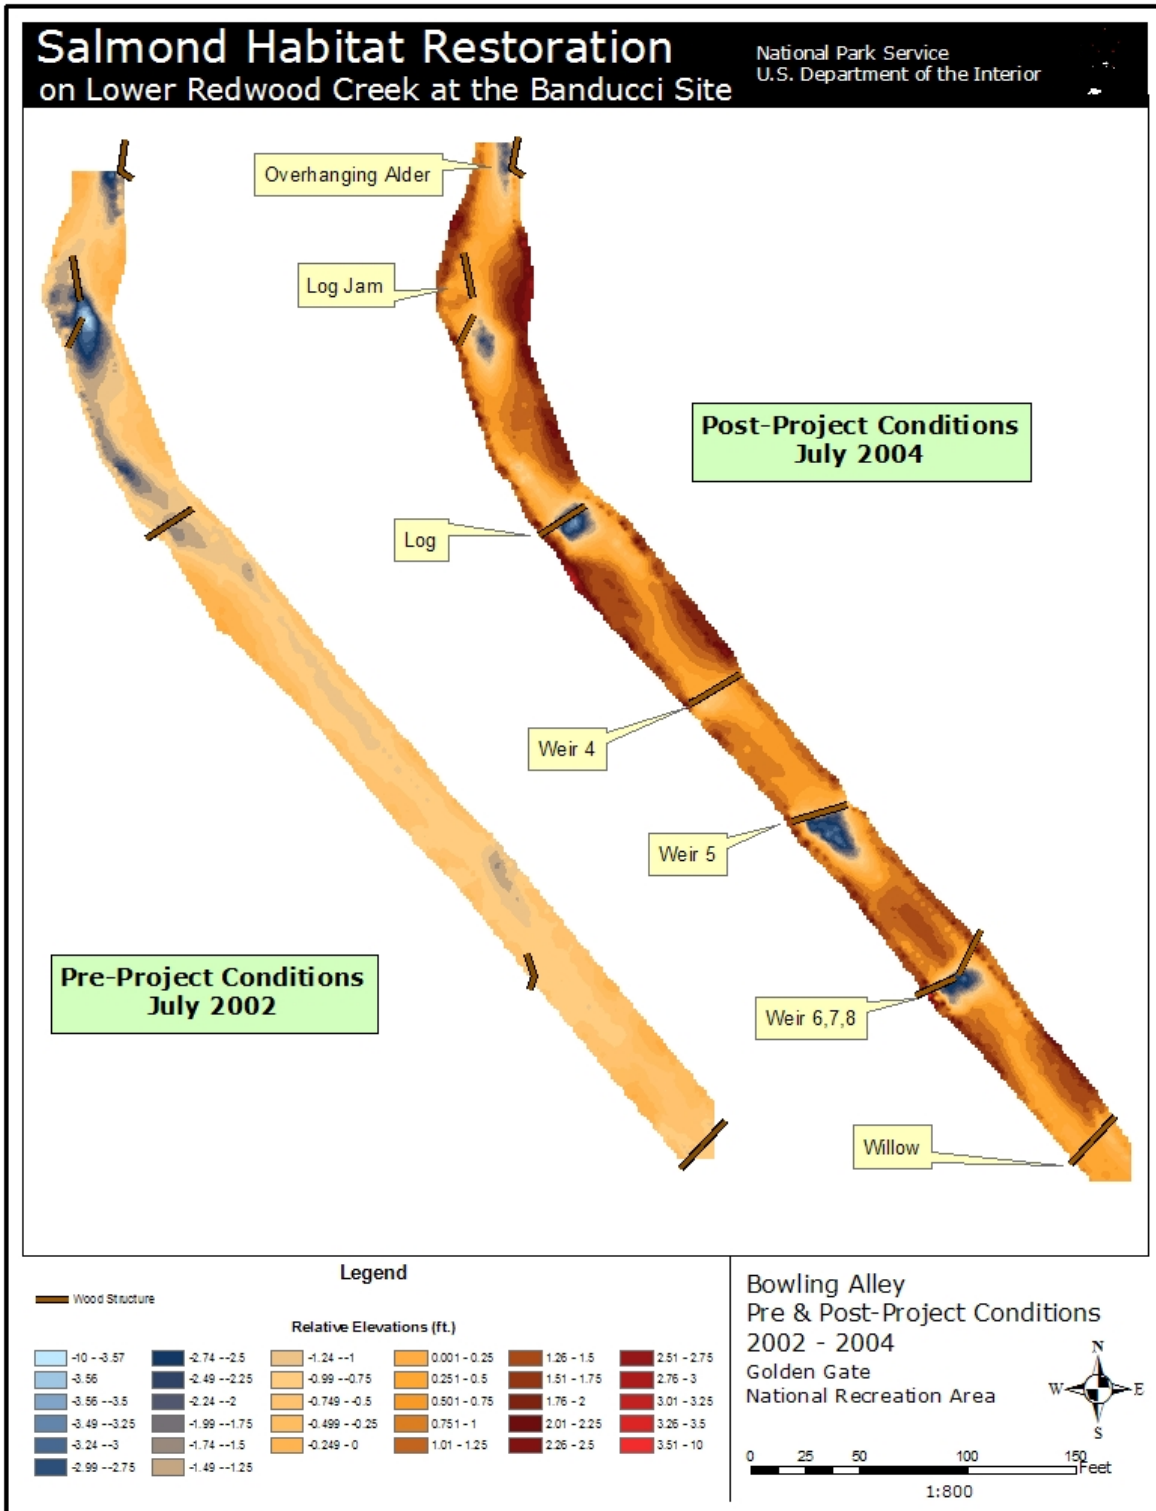 Salmond Habitat Restoration
on Lower Redwood Creek at the Banducci Site
National Park Service
U.S. Department of the Interior
Overhanging Alder
Log Jam
Post-Project Conditions
July 2004
Log
Weir 4
Weir 5
Pre-Project Conditions
July 2002
Weir 6,7,8
Willow
Legend
Wood Structure
Relative Elevations (ft.)
-10 - -3.57
-3.56
-3.56 - -3.5
-3.49 - -3.25
-3.24 - -3
-2.99 - -2.75
-2.74 - -2.5
-2.49 - -2.25
-2.24 - -2
-1.99 - -1.75
-1.74 - -1.5
-1.49 - -1.25
-1.24 - -1
-0.99 - -0.75
-0.749 - -0.5
-0.499 - -0.25
-0.249 - 0
0.001 - 0.25
0.251 - 0.5
0.501 - 0.75
0.751 - 1
1.01 - 1.25
1.26 - 1.5
1.51 - 1.75
1.76 - 2
2.01 - 2.25
2.26 - 2.5
2.51 - 2.75
2.76 - 3
3.01 - 3.25
3.26 - 3.5
3.51 - 10
Bowling Alley
Pre & Post-Project Conditions
2002 - 2004
Golden Gate
National Recreation Area
N
W E
S
0 25 50 100 150
Feet
1:800